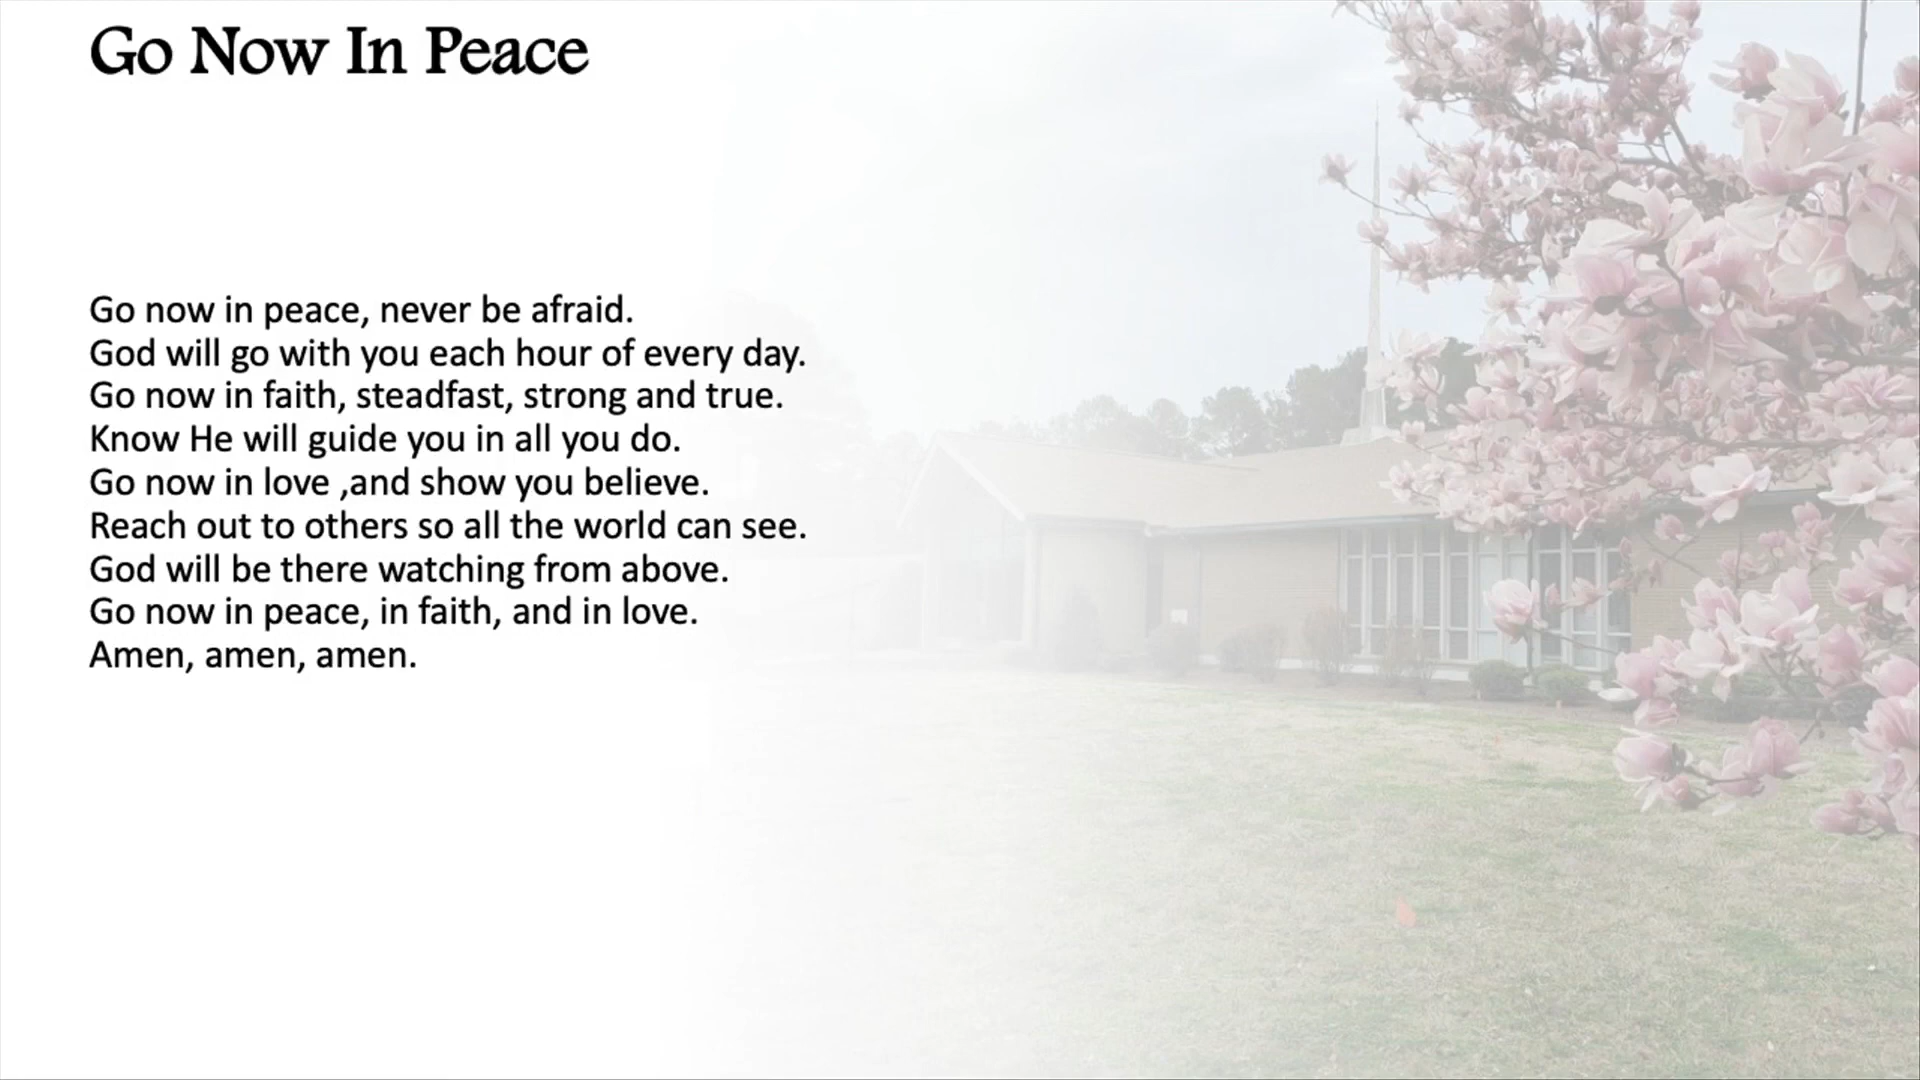 Go Now In Peace
Go now in peace, never be afraid.
God will go with you each hour of every day.
Go now in faith, steadfast, strong and true.
Know He will guide you in all you do.
Go now in love ,and show you believe.
Reach out to others so all the world can see.
God will be there watching from above.
Go now in peace, in faith, and in love.
Amen, amen, amen.